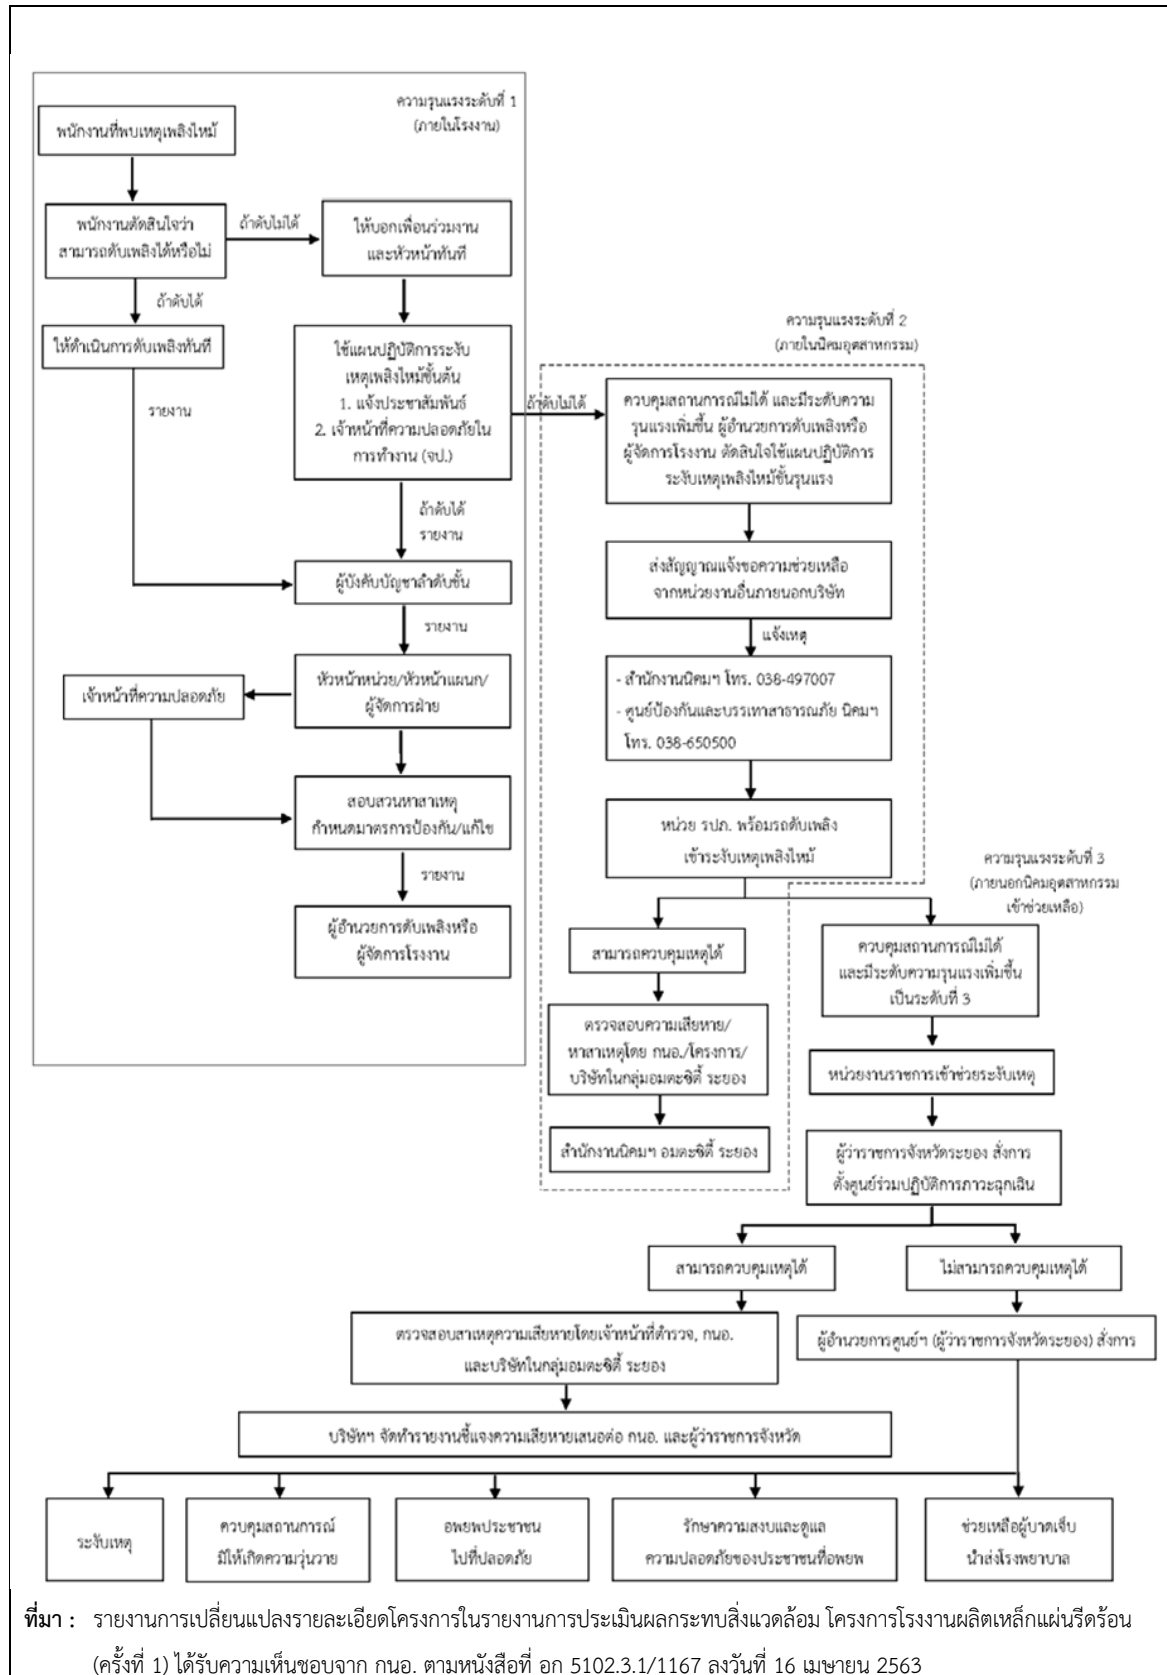 ความรุนแรงระดับที่ 1
(ภายในโรงงาน)
พนักงานที่พบเหตุเพลิงไหม้
พนักงานตัดสินใจว่า
สามารถดับเพลิงได้หรือไม่
ถ้าดับไม่ได้
ให้บอกเพื่อนร่วมงาน
และหัวหน้าทันที
ถ้าดับได้
ให้ดำเนินการดับเพลิงทันที
รายงาน
ใช้แผนปฏิบัติการระงับ
เหตุเพลิงไหม้ขั้นต้น
1. แจ้งประชาสัมพันธ์
2. เจ้าหน้าที่ความปลอดภัยใน
การทำงาน (จป.)
ถ้าดับไม่ได้
ถ้าดับได้
รายงาน
ผู้บังคับบัญชาลำดับชั้น
รายงาน
หัวหน้าหน่วย/หัวหน้าแผนก/
ผู้จัดการฝ่าย
เจ้าหน้าที่ความปลอดภัย
สอบสวนหาสาเหตุ
กำหนดมาตรการป้องกัน/แก้ไข
รายงาน
ผู้อำนวยการดับเพลิงหรือ
ผู้จัดการโรงงาน
ความรุนแรงระดับที่ 2
(ภายในนิคมอุตสาหกรรม)
ควบคุมสถานการณ์ไม่ได้ และมีระดับความ
รุนแรงเพิ่มขึ้น ผู้อำนวยการดับเพลิงหรือ
ผู้จัดการโรงงาน ตัดสินใจใช้แผนปฏิบัติการ
ระงับเหตุเพลิงไหม้ขั้นรุนแรง
ส่งสัญญาณแจ้งขอความช่วยเหลือ
จากหน่วยงานอื่นภายนอกบริษัท
แจ้งเหตุ
- สำนักงานนิคมฯ โทร. 038-497007
- ศูนย์ป้องกันและบรรเทาสาธารณภัย นิคมฯ
โทร. 038-650500
หน่วย รปภ. พร้อมรถดับเพลิง
เข้าระงับเหตุเพลิงไหม้
สามารถควบคุมเหตุได้
ตรวจสอบความเสียหาย/
หาสาเหตุโดย กนอ./โครงการ/
บริษัทในกลุ่มอมตะซิตี้ ระยอง
สำนักงานนิคมฯ อมตะซิตี้ ระยอง
ความรุนแรงระดับที่ 3
(ภายนอกนิคมอุตสาหกรรม
เข้าช่วยเหลือ)
ควบคุมสถานการณ์ไม่ได้
และมีระดับความรุนแรงเพิ่มขึ้น
เป็นระดับที่ 3
หน่วยงานราชการเข้าช่วยระงับเหตุ
ผู้ว่าราชการจังหวัดระยอง สั่งการ
ตั้งศูนย์ร่วมปฏิบัติการภาวะฉุกเฉิน
สามารถควบคุมเหตุได้
ไม่สามารถควบคุมเหตุได้
ตรวจสอบสาเหตุความเสียหายโดยเจ้าหน้าที่ตำรวจ, กนอ.
และบริษัทในกลุ่มอมตะซิตี้ ระยอง
ผู้อำนวยการศูนย์ฯ (ผู้ว่าราชการจังหวัดระยอง) สั่งการ
บริษัทฯ จัดทำรายงานชี้แจงความเสียหายเสนอต่อ กนอ. และผู้ว่าราชการจังหวัด
ระงับเหตุ
ควบคุมสถานการณ์
มิให้เกิดความวุ่นวาย
อพยพประชาชน
ไปที่ปลอดภัย
รักษาความสงบและดูแล
ความปลอดภัยของประชาชนที่อพยพ
ช่วยเหลือผู้บาดเจ็บ
นำส่งโรงพยาบาล
ที่มา : รายงานการเปลี่ยนแปลงรายละเอียดโครงการในรายงานการประเมินผลกระทบสิ่งแวดล้อม โครงการโรงงานผลิตเหล็กแผ่นรีดร้อน
(ครั้งที่ 1) ได้รับความเห็นชอบจาก กนอ. ตามหนังสือที่ อก 5102.3.1/1167 ลงวันที่ 16 เมษายน 2563